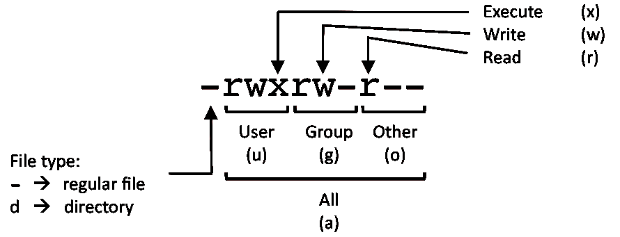 Execute (x)
Write (w)
Read (r)
-rwxrw-r--
User Group Other
(u) (g) (o)
File type:
- → regular file
d → directory
All
(a)